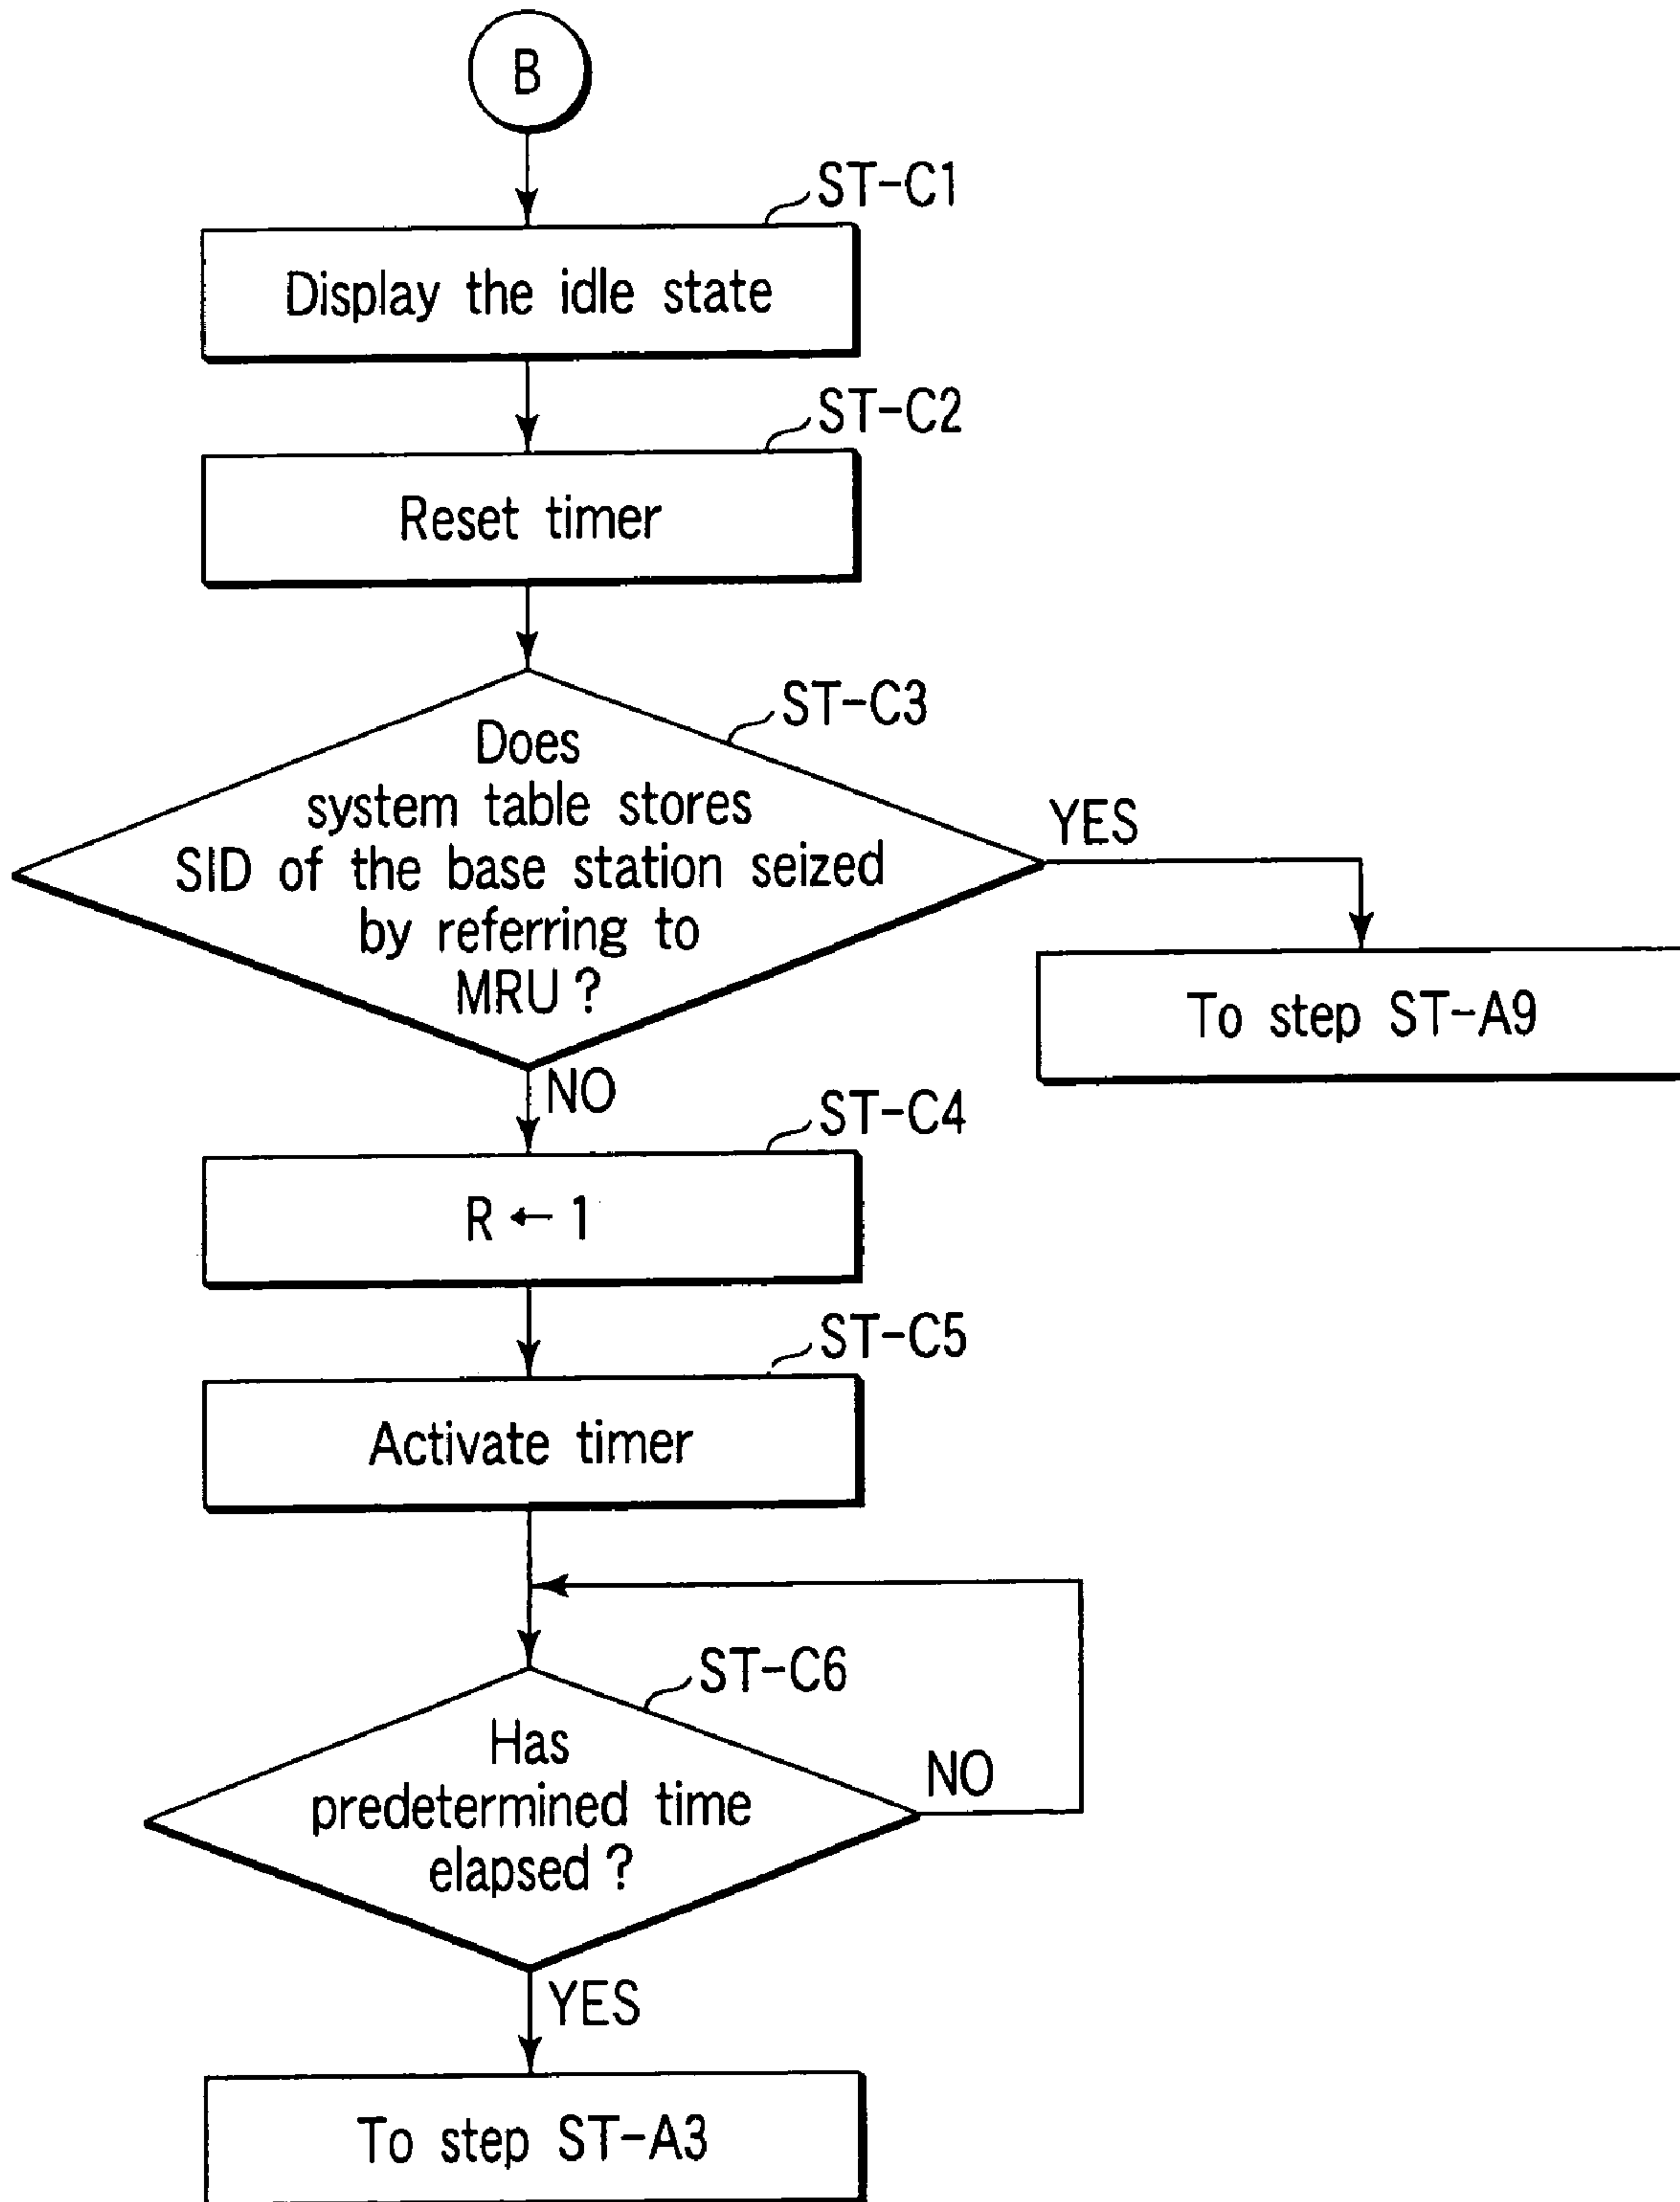 B
ST-C1
Display the idle state
ST-C2
Reset timer
ST-C3
Does
system table stores
SID of the base station seized
by referring to
MRU ?
YES
To step ST-A9
NO
ST-C4
R ← 1
ST-C5
Activate timer
ST-C6
Has
predetermined time
elapsed ?
NO
YES
To step ST-A3